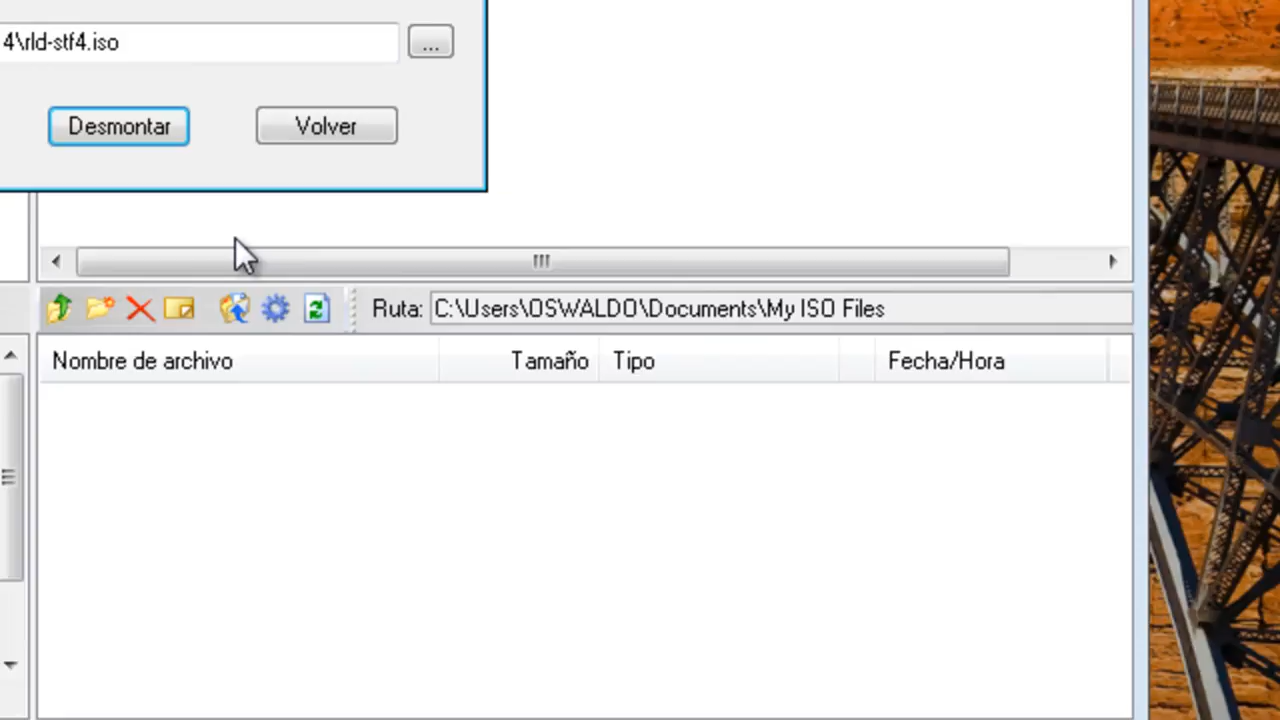 4\rld-stf4.iso
...
Desmontar
Volver
Ruta:
C:\Users\OSWALDO\Documents\My ISO Files
Nombre de archivo
Tamaño
Tipo
Fecha/Hora